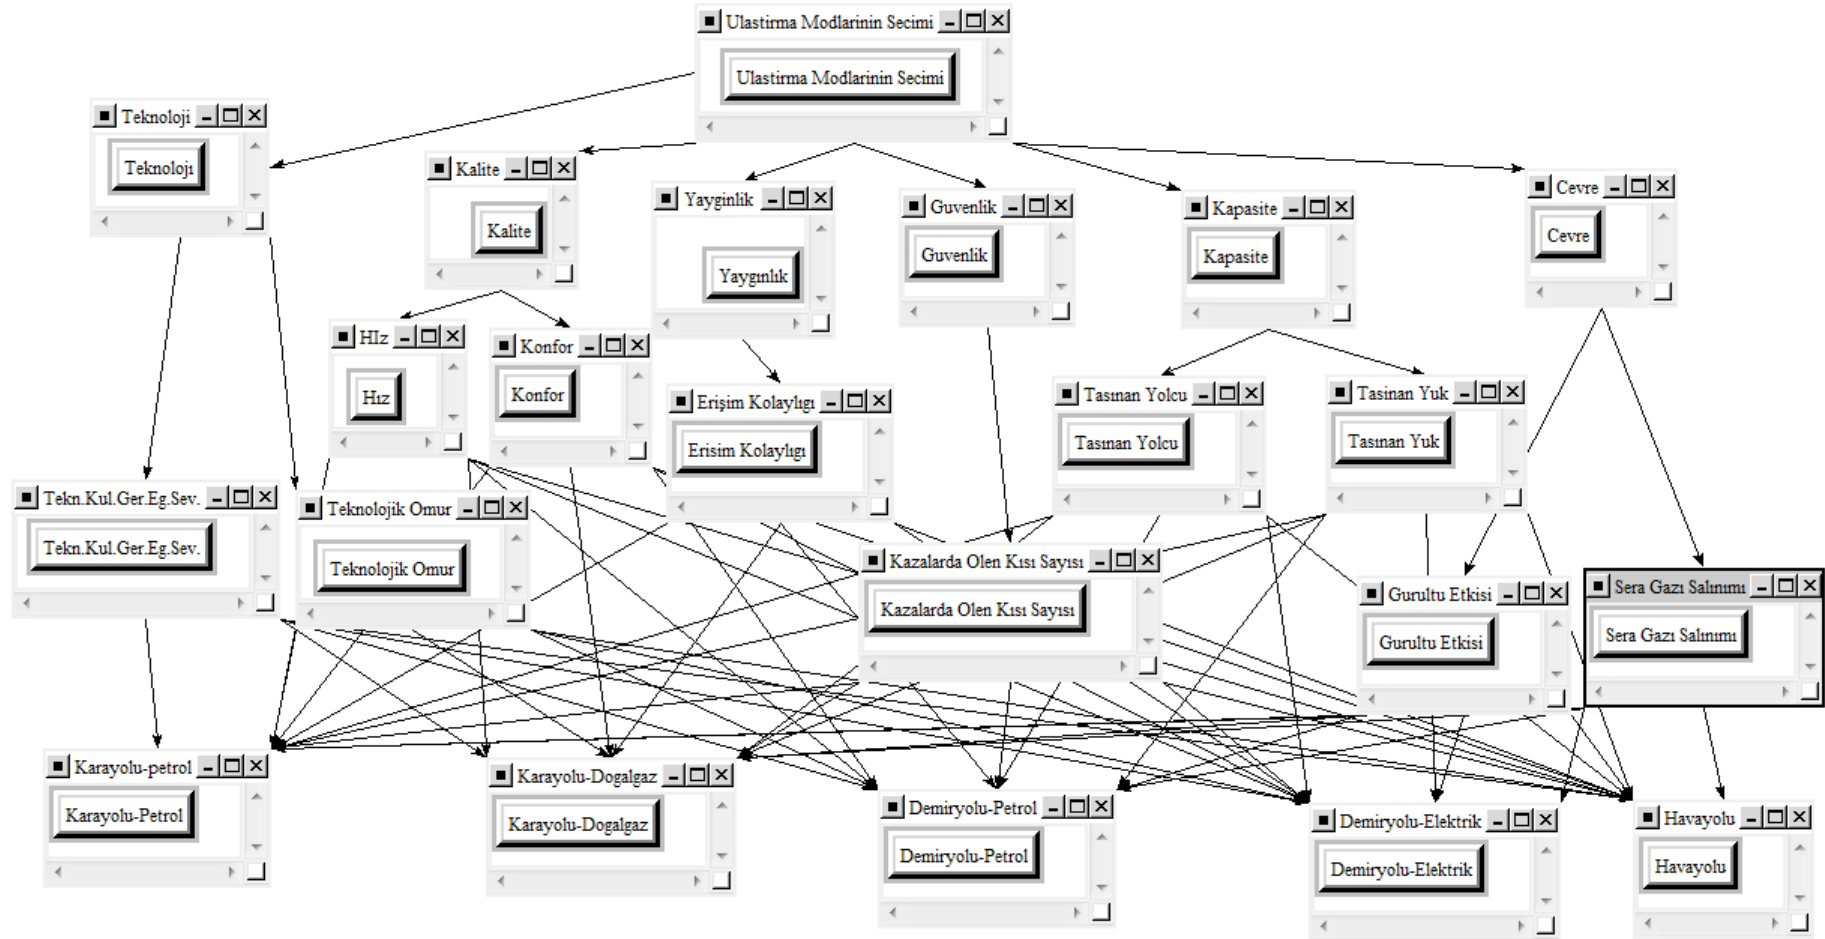 Ulastirma Modlarinin Secimi
Ulastirma Modlarinin Secimi
Teknoloji
Teknolojı
Kalite
Kalite
Yayginlik
Yaygınlık
Guvenlik
Guvenlik
Kapasite
Kapasite
Cevre
Cevre
HIz
Hız
Konfor
Konfor
Erişim Kolaylıgı
Erisim Kolaylıgı
Tasınan Yolcu
Tasınan Yolcu
Tasinan Yuk
Tasınan Yuk
Tekn.Kul.Ger.Eg.Sev.
Tekn.Kul.Ger.Eg.Sev.
Teknolojik Omur
Teknolojik Omur
Kazalarda Olen Kısı Sayısı
Kazalarda Olen Kısı Sayısı
Gurultu Etkisi
Gurultu Etkisi
Sera Gazı Salınımı
Sera Gazı Salınımı
Karayolu-petrol
Karayolu-Petrol
Karayolu-Dogalgaz
Karayolu-Dogalgaz
Demiryolu-Petrol
Demiryolu-Petrol
Demiryolu-Elektrik
Demiryolu-Elektrik
Havayolu
Havayolu